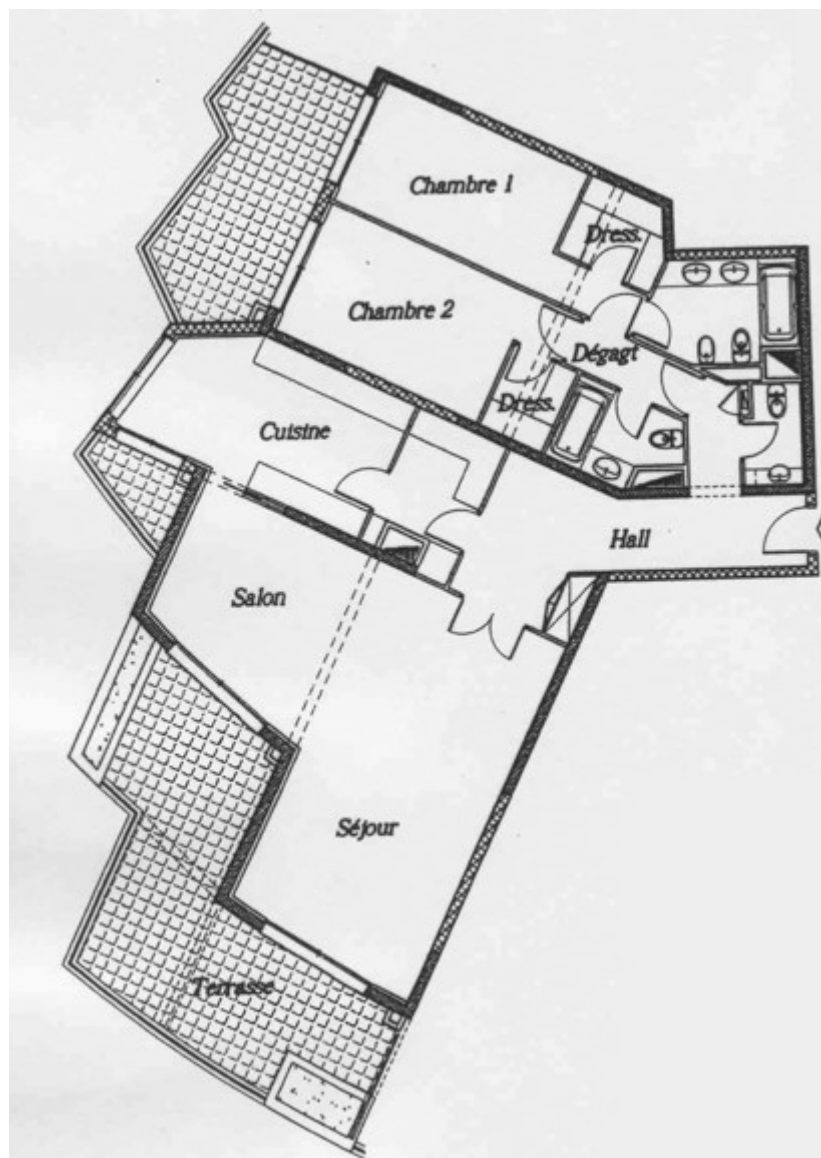 Chambre 1
Dress.
Chambre 2
Dégagt
Dress.
Cuisine
Hall
Salon
Séjour
Terrasse